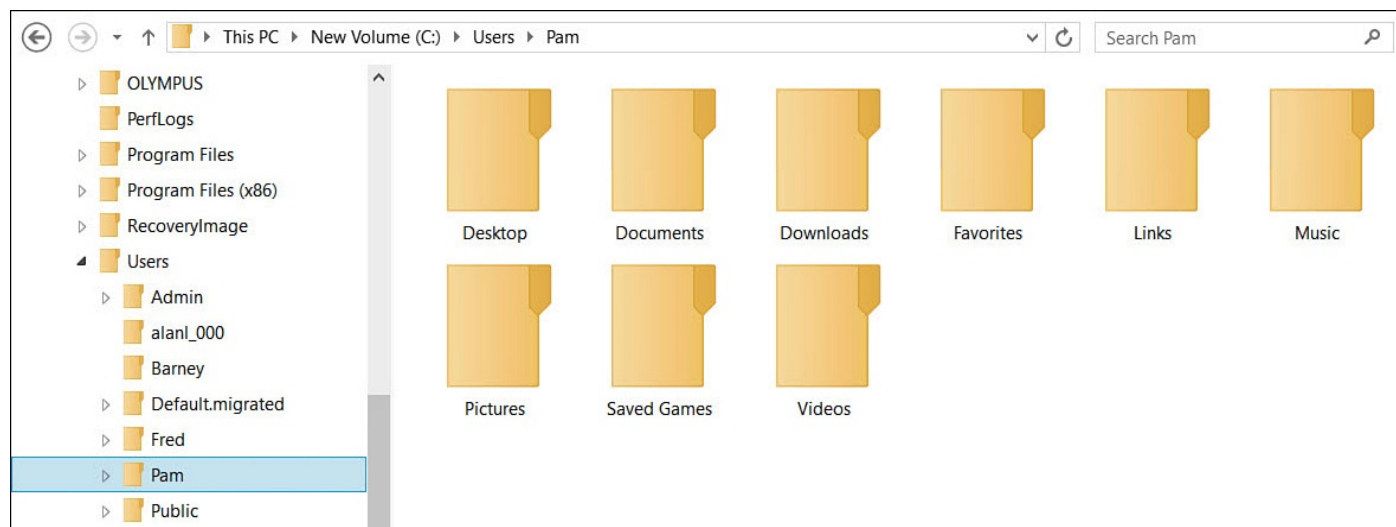 This PC New Volume (C:) Users Pam
Search Pam
OLYMPUS
PerfLogs
Program Files
Program Files (x86)
RecoveryImage
Users
Admin
alanl_000
Barney
Default.migrated
Fred
Pam
Public
Desktop Documents Downloads Favorites Links Music
Pictures Saved Games Videos